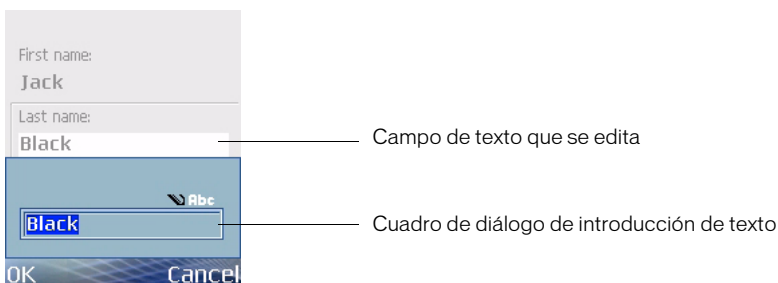 First name:
Jack
Last name:
Black
Campo de texto que se edita
Abc
Black
Cuadro de diálogo de introducción de texto
OK Cancel